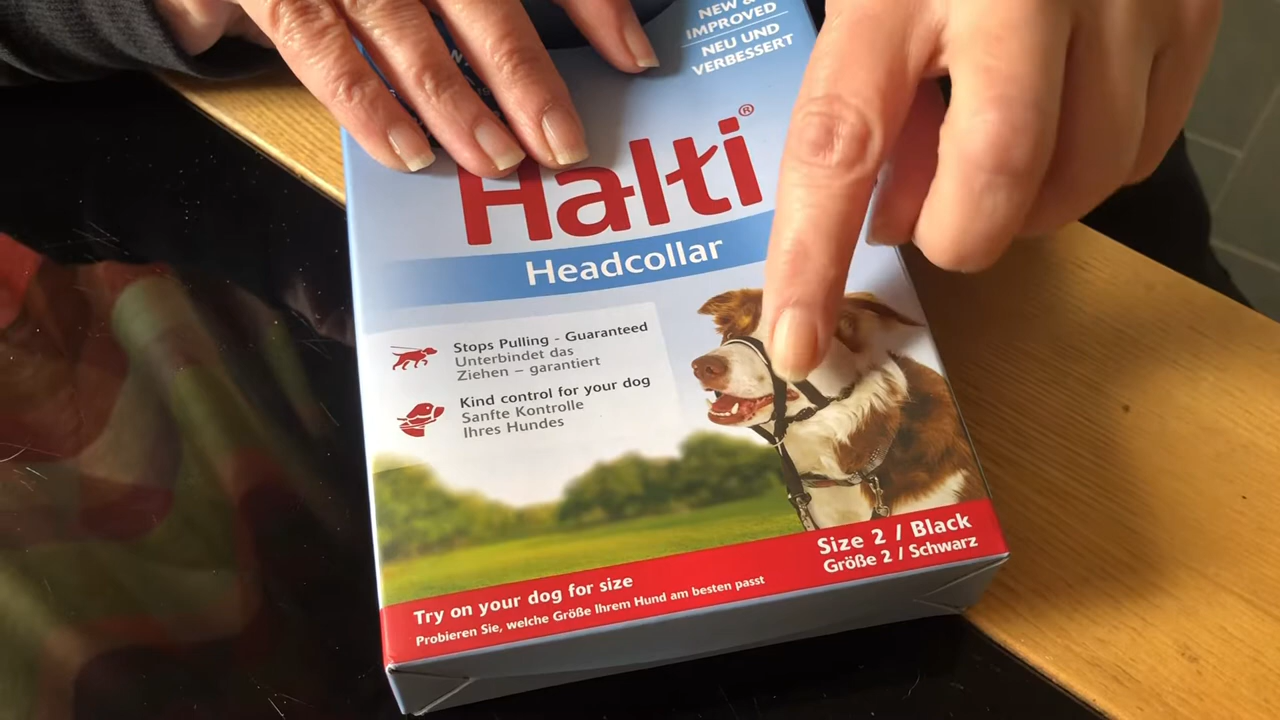 NEW &
IMPROVED
NEU UND
VERBESSERT
Halti®
Headcollar
Stops Pulling - Guaranteed
Unterbindet das
Ziehen – garantiert
Kind control for your dog
Sanfte Kontrolle
Ihres Hundes
Size 2 / Black
Größe 2 / Schwarz
Try on your dog for size
Probieren Sie, welche Größe Ihrem Hund am besten passt